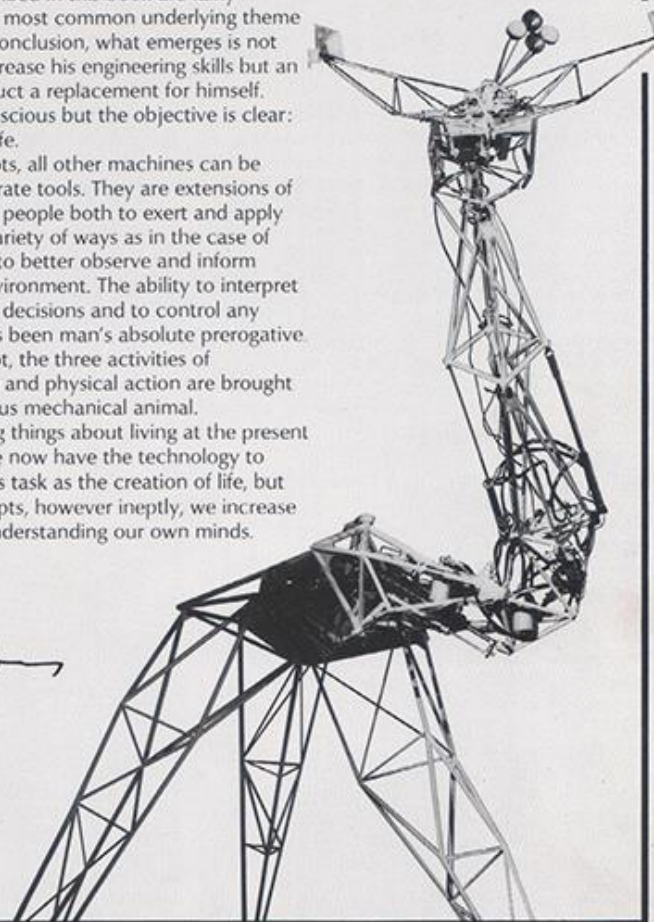 most common underlying theme
onclusion, what emerges is not
rease his engineering skills but an
uct a replacement for himself.
scious but the objective is clear:
fe.
ts, all other machines can be
rate tools. They are extensions of
people both to exert and apply
ariety of ways as in the case of
to better observe and inform
vironment. The ability to interpret
decisions and to control any
s been man's absolute prerogative.
ot, the three activities of
and physical action are brought
us mechanical animal.
g things about living at the present
e now have the technology to
s task as the creation of life, but
pts, however ineptly, we increase
nderstanding our own minds.